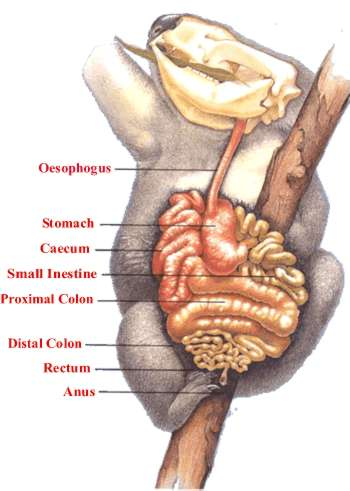 Oesophogus
Stomach
Caecum
Small Inestine
Proximal Colon
Distal Colon
Rectum
Anus